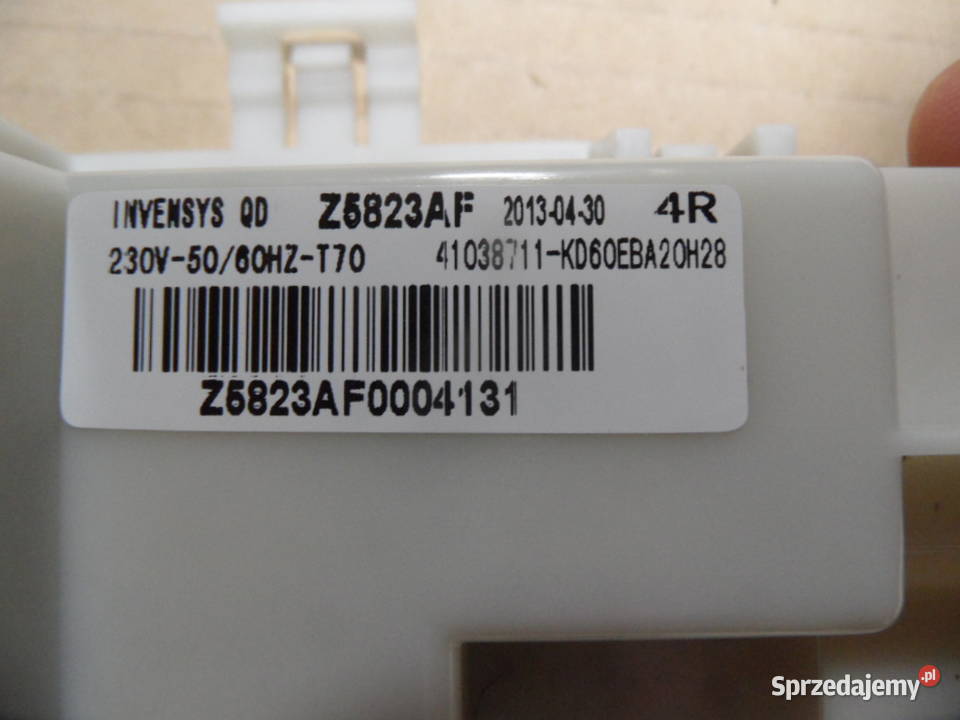 INVENSYS QD Z5823AF 2013-04-30 4R
230V-50/60HZ-T70 41038711-KD60EBA20H28
Z5823AF0004131
Sprzedajemy.pl